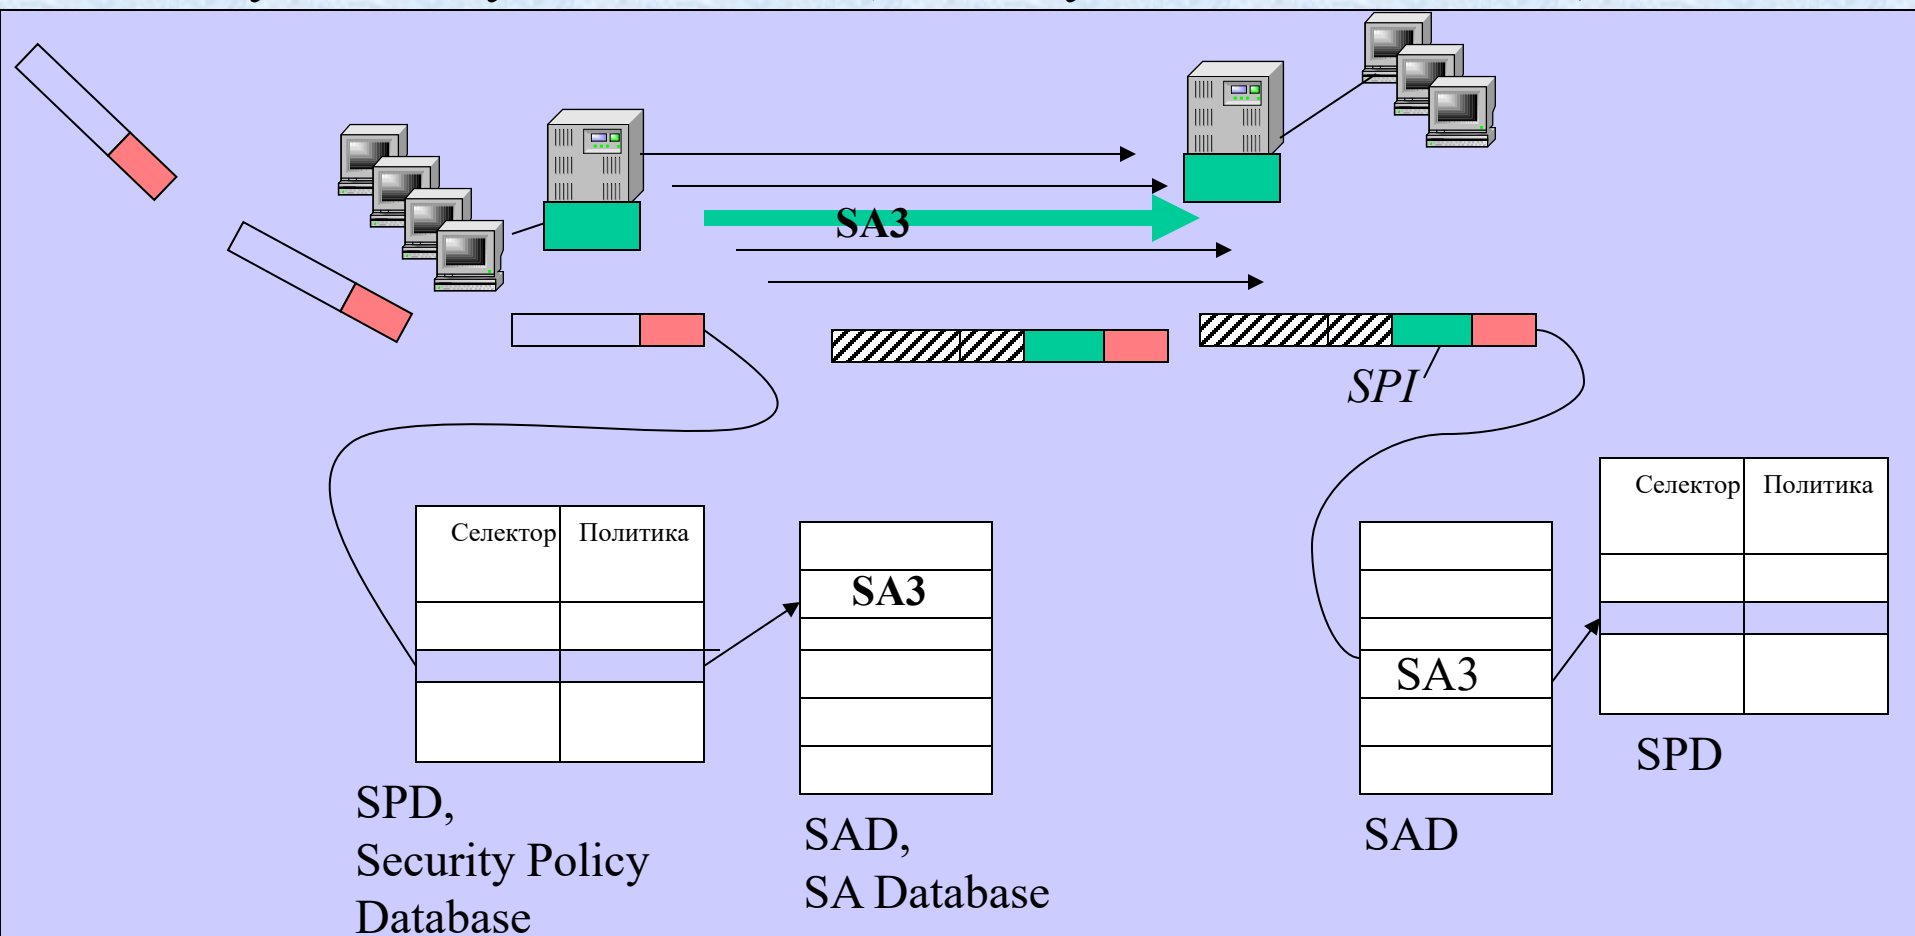 SA3
SPI
Селектор Политика
Селектор Политика
SA3
SA3
SPD
SPD,
Security Policy
Database
SAD,
SA Database
SAD